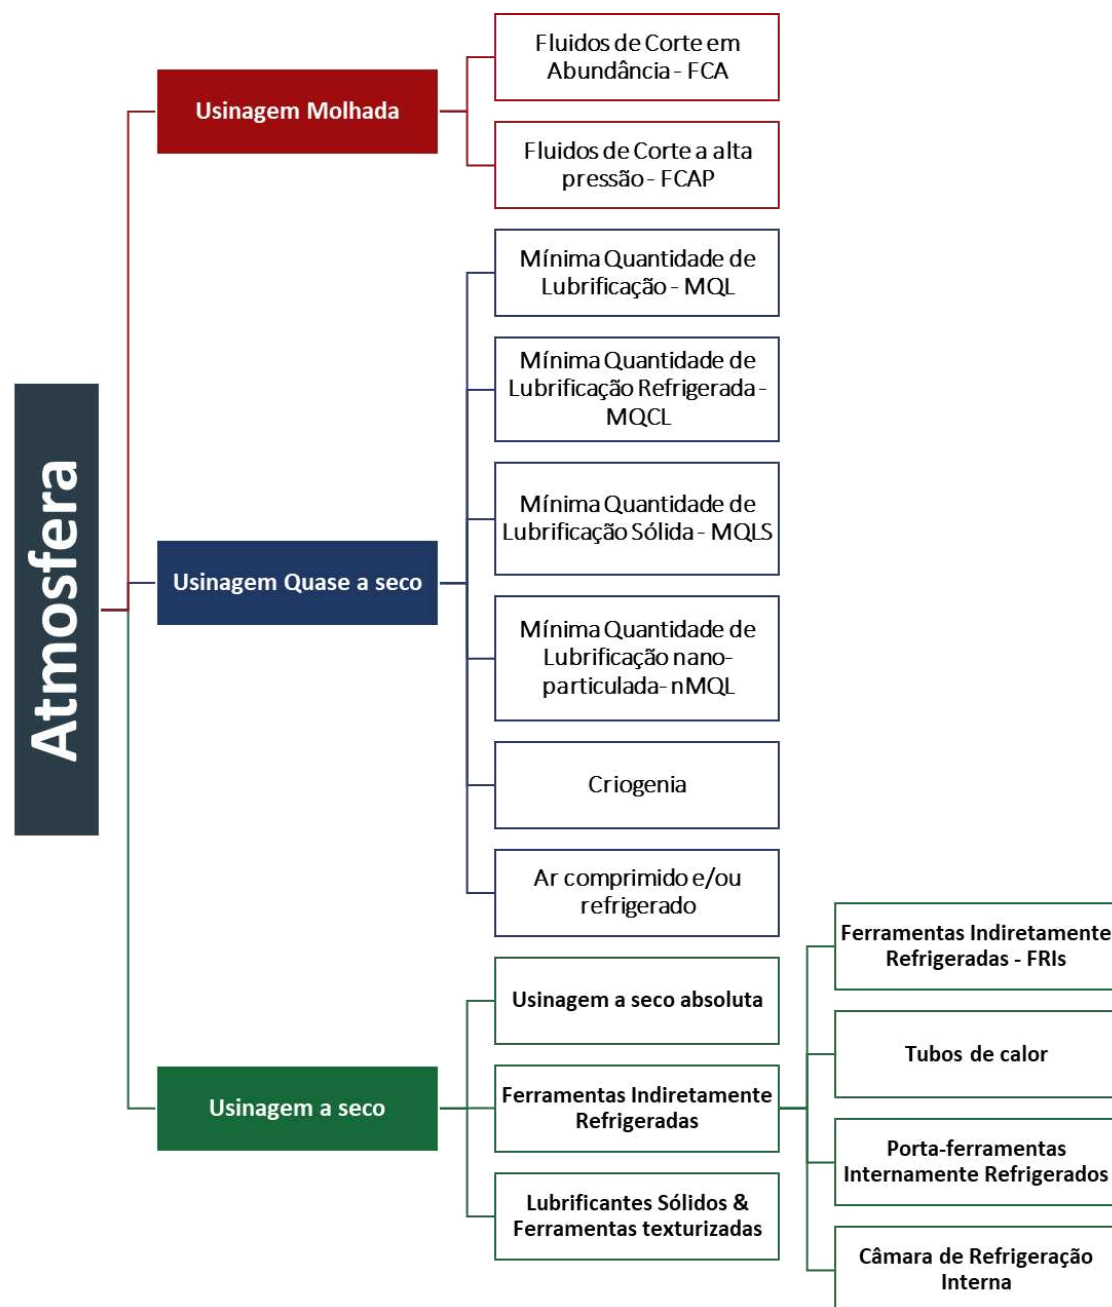 Fluidos de Corte em
Abundância - FCA
Usinagem Molhada
Fluidos de Corte a alta
pressão - FCAP
Mínima Quantidade de
Lubrificação - MQL
Mínima Quantidade de
Lubrificação Refrigerada -
MQCL
Mínima Quantidade de
Lubrificação Sólida - MQLS
Atmosfera
Usinagem Quase a seco
Mínima Quantidade de
Lubrificação nano-
particulada- nMQL
Criogenia
Ar comprimido e/ou
refrigerado
Usinagem a seco absoluta
Usinagem a seco
Ferramentas Indiretamente
Refrigeradas
Lubrificantes Sólidos &
Ferramentas texturizadas
Ferramentas Indiretamente
Refrigeradas - FRIs
Tubos de calor
Porta-ferramentas
Internamente Refrigerados
Câmara de Refrigeração
Interna